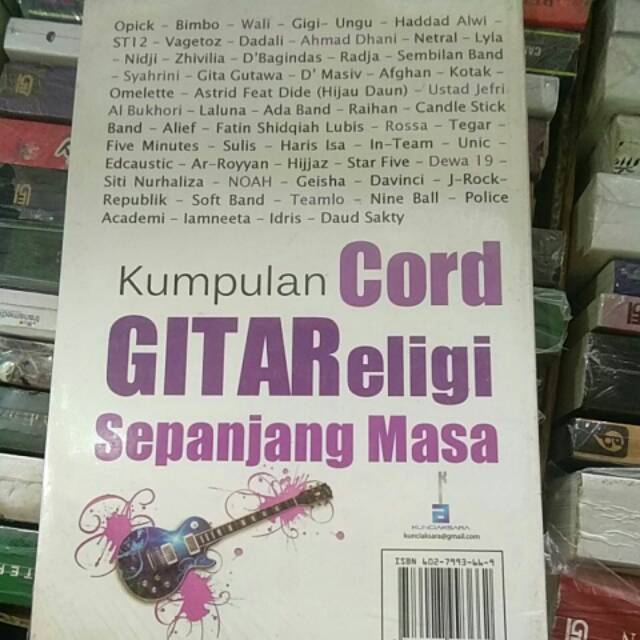 Opick - Bimbo - Wali - Gigi- Ungu - Haddad Alwi -
ST12 - Vagetoz - Dadali - Ahmad Dhani - Netral - Lyla
- Nidji - Zhivilia - D'Bagindas - Radja - Sembilan Band
- Syahrini - Gita Gutawa - D' Masiv - Afghan - Kotak -
Omelette - Astrid Feat Dide (Hijau Daun) - Ustad Jefri
Al Bukhori - Laluna - Ada Band - Raihan - Candle Stick
Band - Alief - Fatin Shidqiah Lubis - Rossa - Tegar -
Five Minutes - Sulis - Haris Isa - In-Team - Unic -
Edcaustic - Ar-Royyan - Hijjaz - Star Five - Dewa 19 -
Siti Nurhaliza - NOAH - Geisha - Davinci - J-Rock-
Republik - Soft Band - Teamlo - Nine Ball - Police
Academi - Iamneeta - Idris - Daud Sakty
Kumpulan Cord
GITAReligi
Sepanjang Masa
KUNCIAKSARA
kunciaksara@gmail.com
ISBN 602-7993-66-9